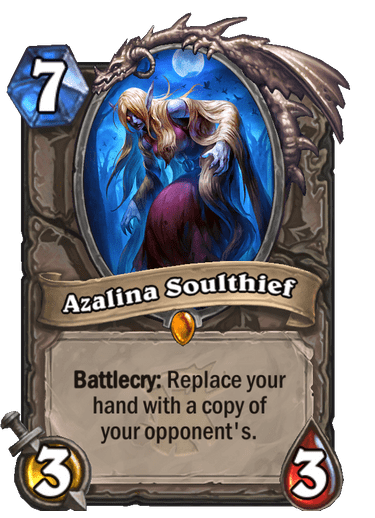 7
Azalina Soulthief
Battlecry: Replace your
hand with a copy of
your opponent's.
3
3